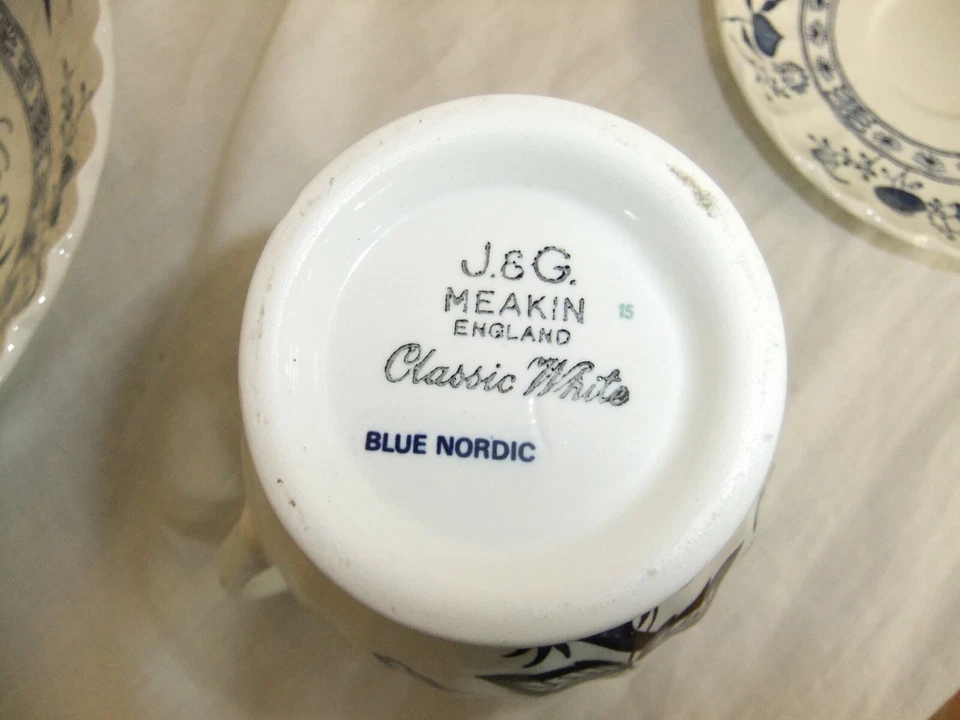 J.&G.
MEAKIN
ENGLAND
15
Classic White
BLUE NORDIC